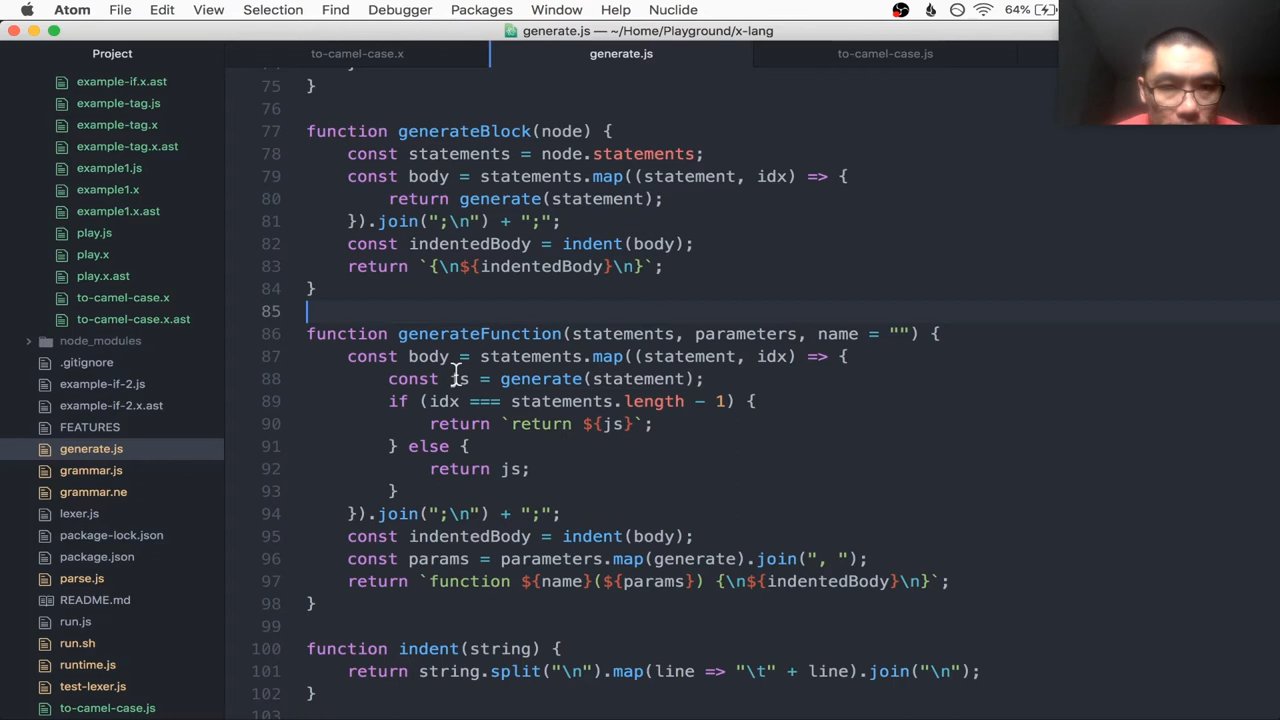 Atom File Edit View Selection Find Debugger Packages Window Help Nuclide 64%
generate.js — ~/Home/Playground/x-lang
Project
to-camel-case.x
generate.js
to-camel-case.js
example-if.x.ast
example-tag.js
example-tag.x
example-tag.x.ast
example1.js
example1.x
example1.x.ast
play.js
play.x
play.x.ast
to-camel-case.x
to-camel-case.x.ast
node_modules
.gitignore
example-if-2.js
example-if-2.x.ast
FEATURES
generate.js
grammar.js
grammar.ne
lexer.js
package-lock.json
package.json
parse.js
README.md
run.js
run.sh
runtime.js
test-lexer.js
to-camel-case.js
75 }
76
77 function generateBlock(node) {
78 const statements = node.statements;
79 const body = statements.map((statement, idx) => {
80 return generate(statement);
81 }).join(";\n") + ";";
82 const indentedBody = indent(body);
83 return `{\n${indentedBody}\n}`;
84 }
85
86 function generateFunction(statements, parameters, name = "") {
87 const body = statements.map((statement, idx) => {
88 const js = generate(statement);
89 if (idx === statements.length - 1) {
90 return `return ${js}`;
91 } else {
92 return js;
93 }
94 }).join(";\n") + ";";
95 const indentedBody = indent(body);
96 const params = parameters.map(generate).join(", ");
97 return `function ${name}(${params}) {\n${indentedBody}\n}`;
98 }
99
100 function indent(string) {
101 return string.split("\n").map(line => "\t" + line).join("\n");
102 }
103